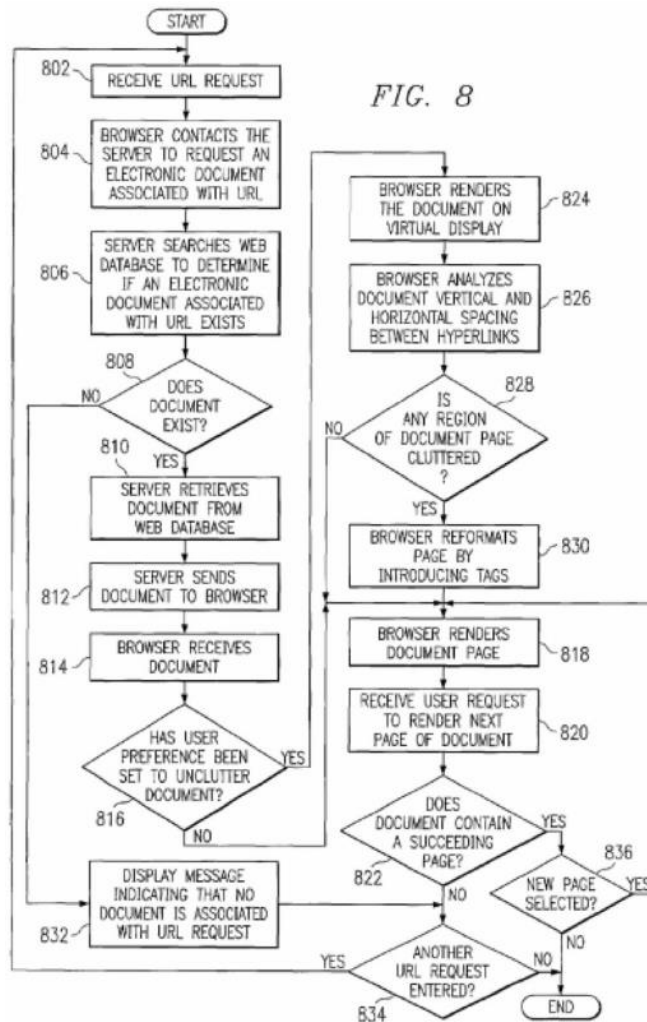 START
802
RECEIVE URL REQUEST
804
BROWSER CONTACTS THE
SERVER TO REQUEST AN
ELECTRONIC DOCUMENT
ASSOCIATED WITH URL
806
SERVER SEARCHES WEB
DATABASE TO DETERMINE
IF AN ELECTRONIC
DOCUMENT ASSOCIATED
WITH URL EXISTS
808
NO
DOES
DOCUMENT
EXIST?
YES
810
SERVER RETRIEVES
DOCUMENT FROM
WEB DATABASE
812
SERVER SENDS
DOCUMENT TO BROWSER
814
BROWSER RECEIVES
DOCUMENT
HAS USER
PREFERENCE BEEN
SET TO UNCLUTTER
DOCUMENT?
YES
816
NO
DISPLAY MESSAGE
INDICATING THAT NO
DOCUMENT IS ASSOCIATED
WITH URL REQUEST
832
FIG. 8
BROWSER RENDERS
THE DOCUMENT ON
VIRTUAL DISPLAY
824
BROWSER ANALYZES
DOCUMENT VERTICAL AND
HORIZONTAL SPACING
BETWEEN HYPERLINKS
826
828
IS
ANY REGION
OF DOCUMENT PAGE
CLUTTERED
?
NO
YES
BROWSER REFORMATS
PAGE BY
INTRODUCING TAGS
830
BROWSER RENDERS
DOCUMENT PAGE
818
RECEIVE USER REQUEST
TO RENDER NEXT
PAGE OF DOCUMENT
820
DOES
DOCUMENT CONTAIN
A SUCCEEDING
PAGE?
YES
822
NO
836
NEW PAGE
SELECTED?
YES
NO
YES
ANOTHER
URL REQUEST
ENTERED?
NO
834
END